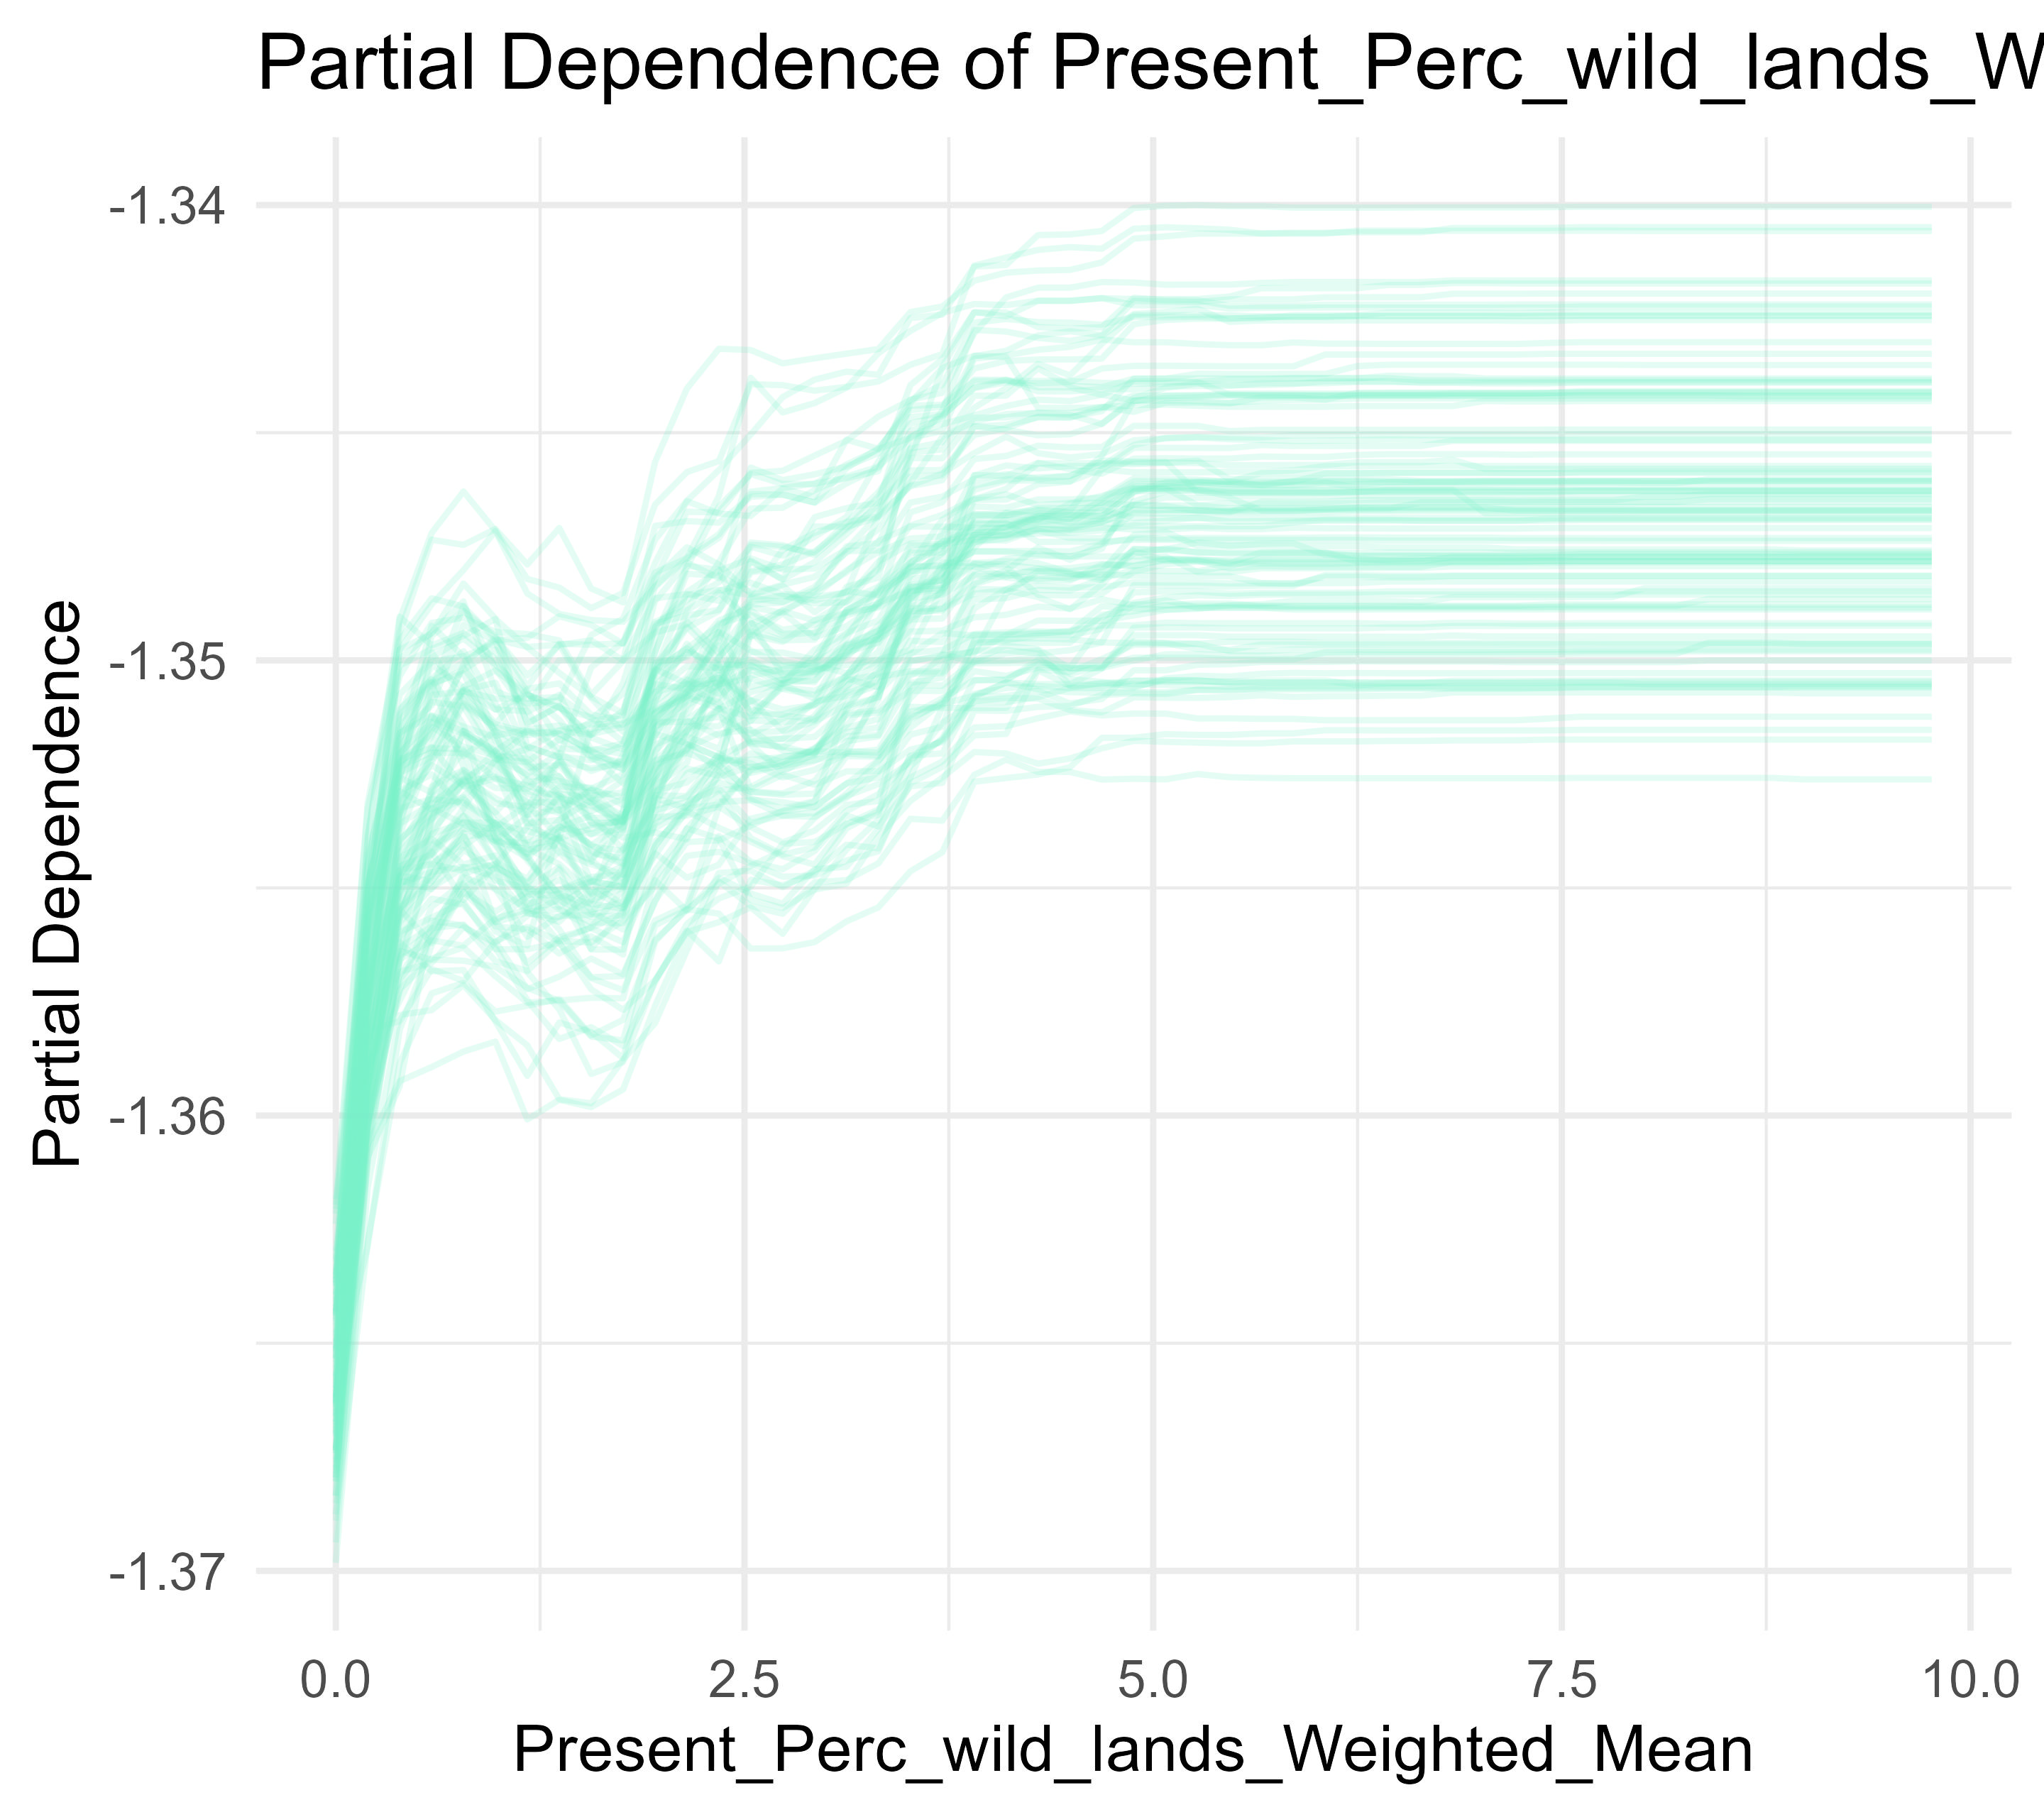 Partial Dependence of Present_Perc_wild_lands_W
-1.34
-1.35
-1.36
-1.37
Partial Dependence
0.0 2.5 5.0 7.5 10.0
Present_Perc_wild_lands_Weighted_Mean